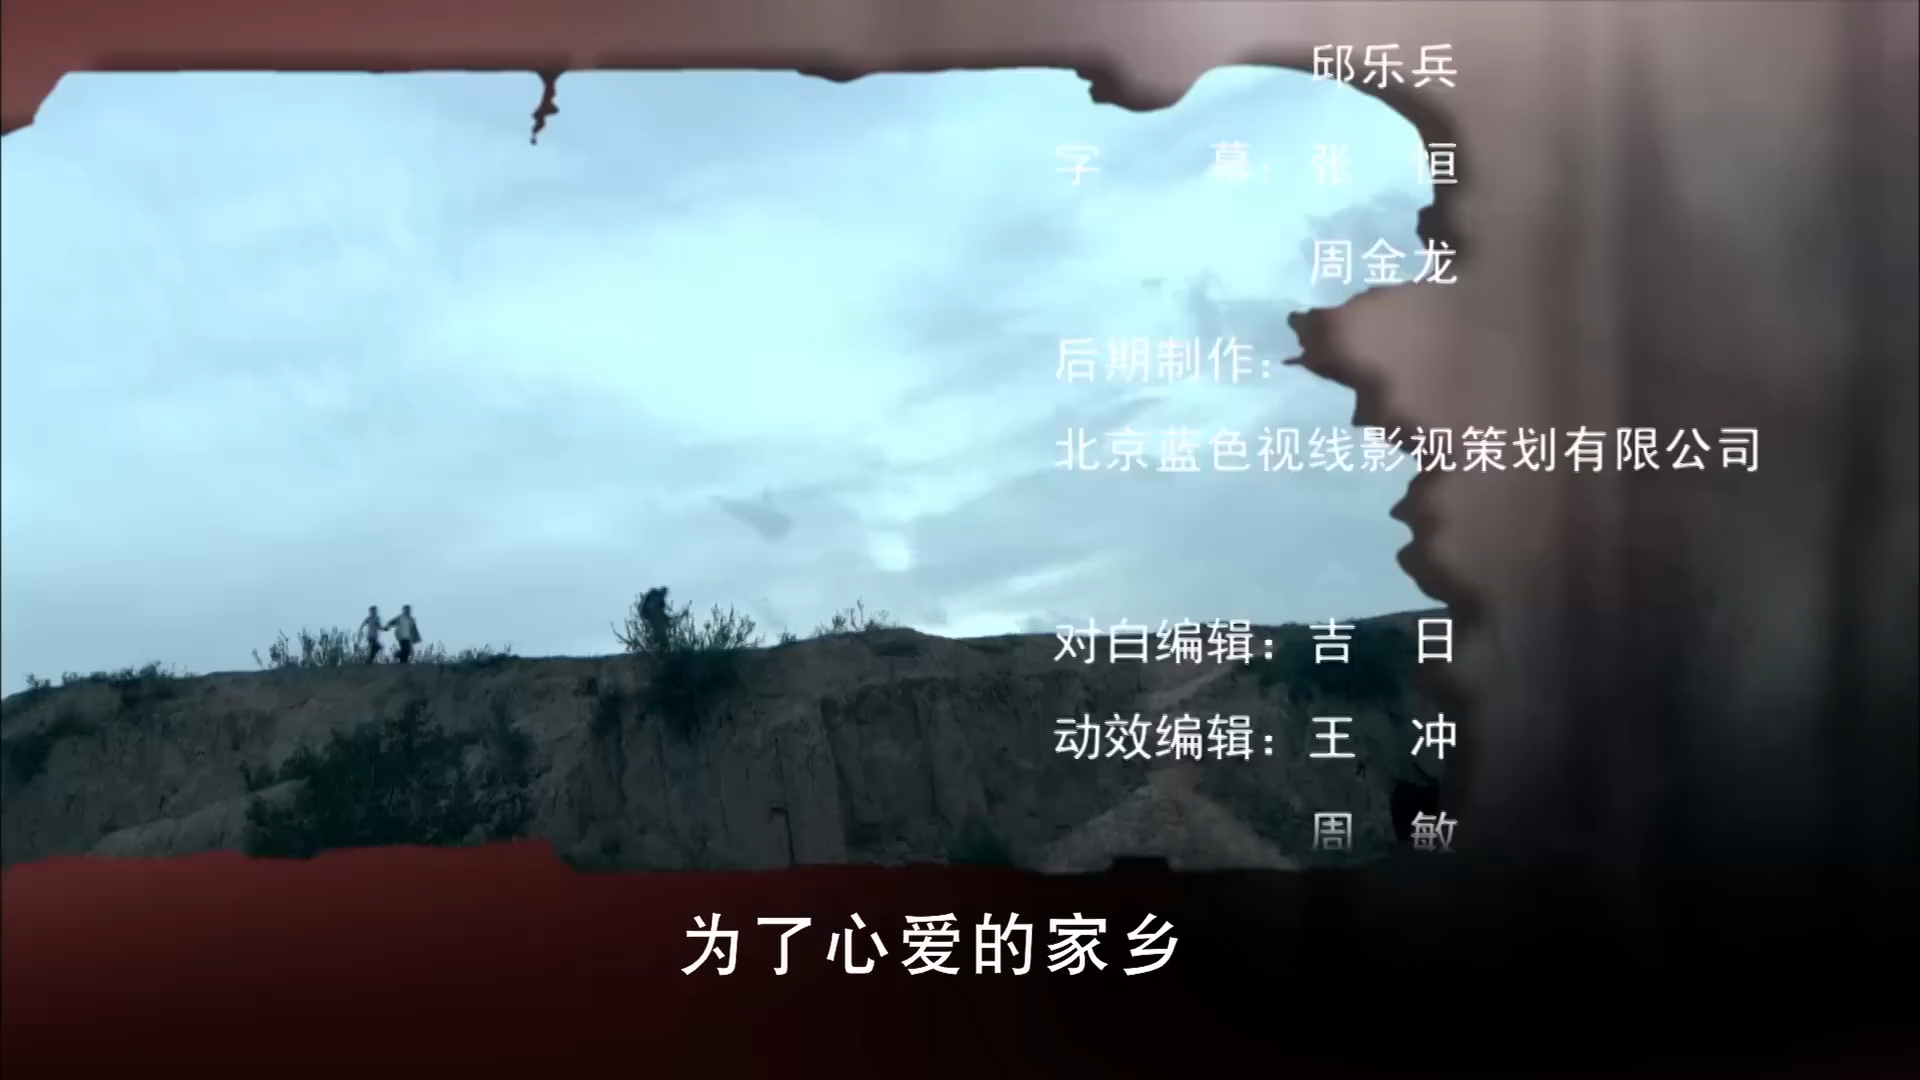 邱乐兵
字　　幕：张　恒
周金龙
后期制作：
北京蓝色视线影视策划有限公司
对白编辑：吉　日
动效编辑：王　冲
周　敏
为了心爱的家乡